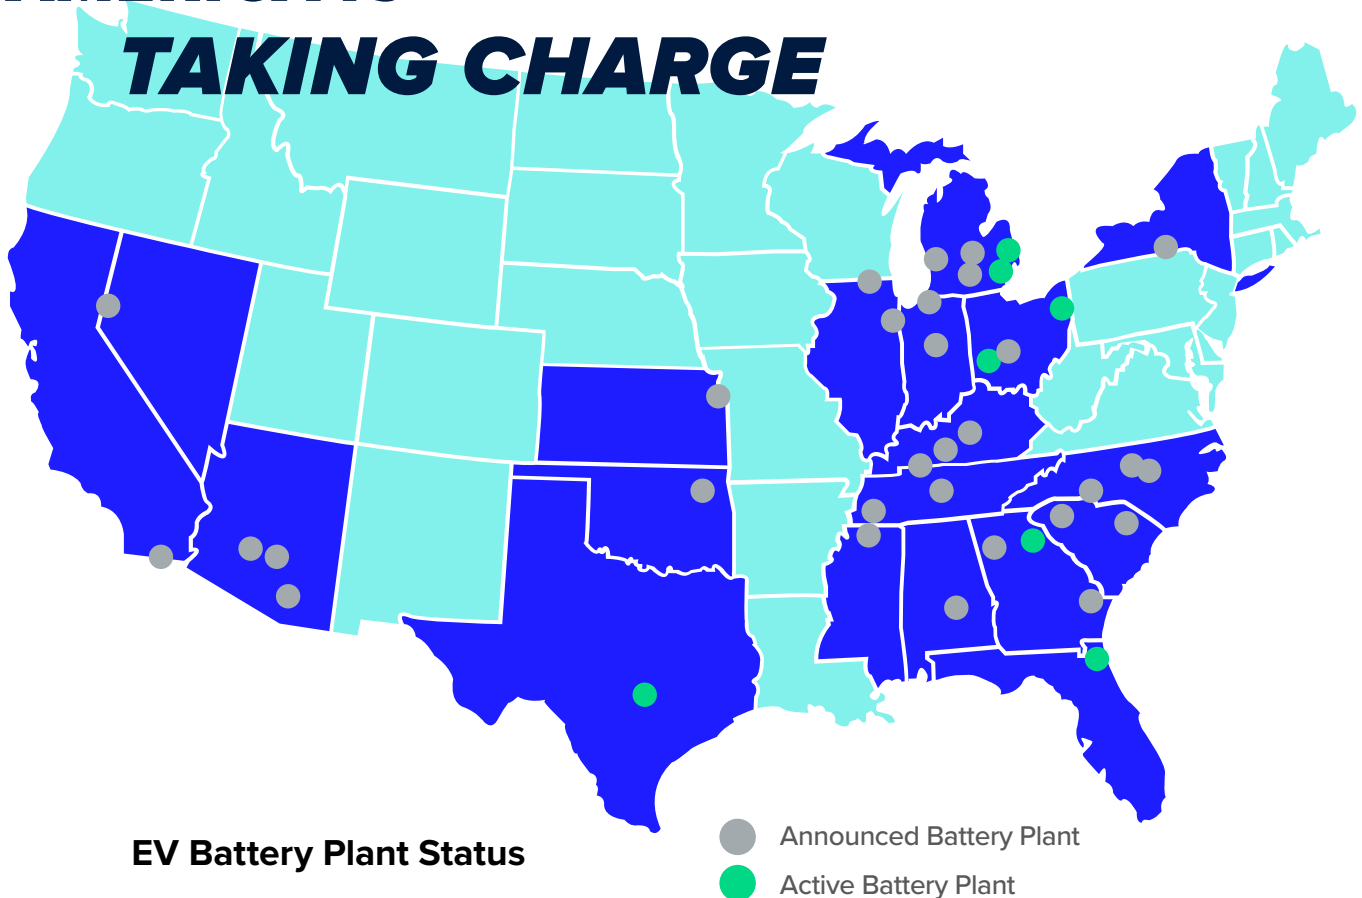 TAKING CHARGE
EV Battery Plant Status
Announced Battery Plant
Active Battery Plant